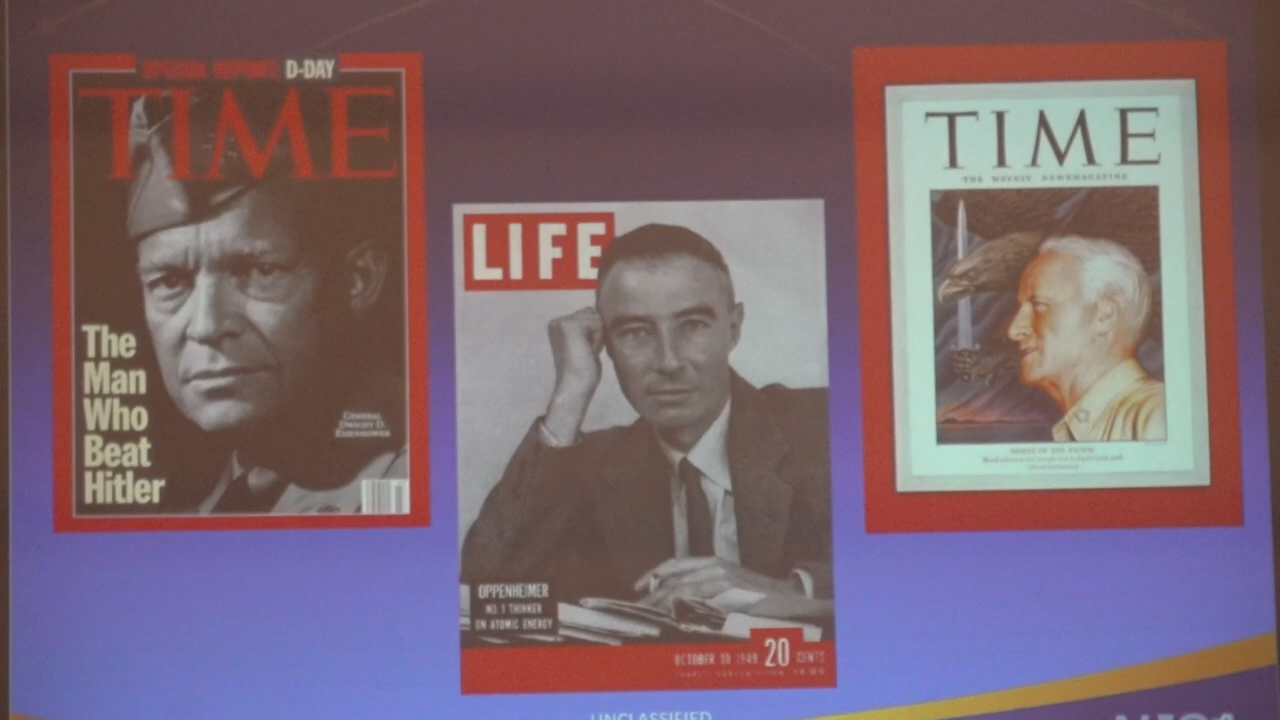 SPECIAL REPORT D-DAY
TIME
The
Man
Who
Beat
Hitler
GENERAL
DWIGHT D.
EISENHOWER
LIFE
OPPENHEIMER
NO. 1 THINKER
ON ATOMIC ENERGY
OCTOBER 10 1949 20 CENTS
TIME
THE WEEKLY NEWSMAGAZINE
UNCLASSIFIED